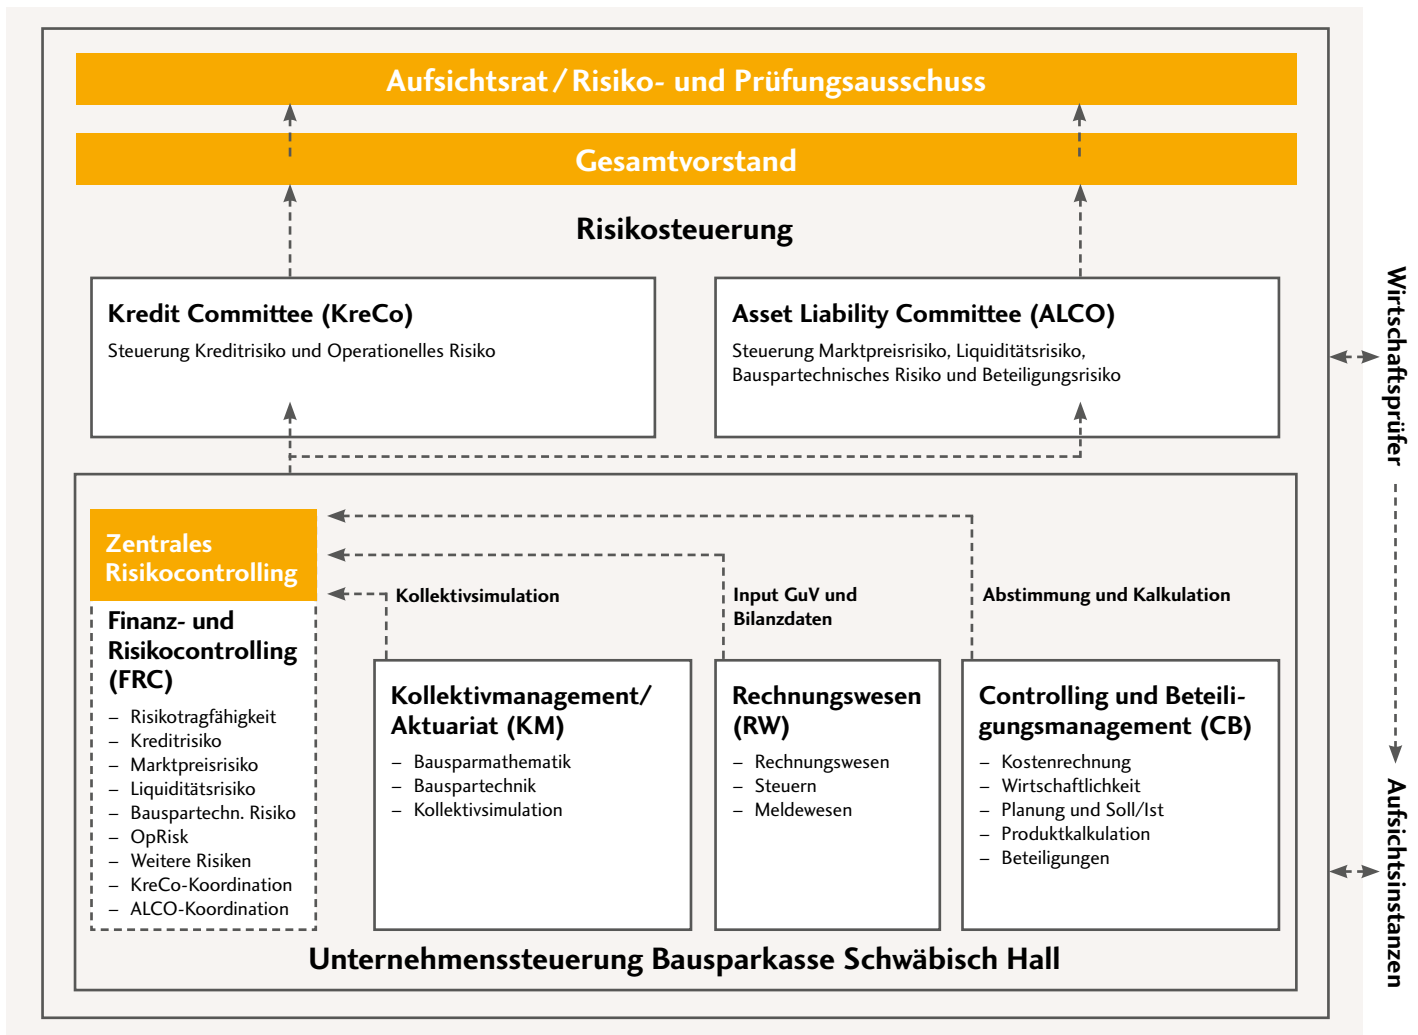 Aufsichtsrat / Risiko- und Prüfungsausschuss
Gesamtvorstand
Risikosteuerung
Kredit Committee (KreCo)
Steuerung Kreditrisiko und Operationelles Risiko
Asset Liability Committee (ALCO)
Steuerung Marktpreisrisiko, Liquiditätsrisiko,
Bauspartechnisches Risiko und Beteiligungsrisiko
Zentrales
Risikocontrolling
Finanz- und
Risikocontrolling
(FRC)
– Risikotragfähigkeit
– Kreditrisiko
– Marktpreisrisiko
– Liquiditätsrisiko
– Bauspartechn. Risiko
– OpRisk
– Weitere Risiken
– KreCo-Koordination
– ALCO-Koordination
Kollektivsimulation
Kollektivmanagement/
Aktuariat (KM)
– Bausparmathematik
– Bauspartechnik
– Kollektivsimulation
Input GuV und
Bilanzdaten
Rechnungswesen
(RW)
– Rechnungswesen
– Steuern
– Meldewesen
Abstimmung und Kalkulation
Controlling und Beteili-
gungsmanagement (CB)
– Kostenrechnung
– Wirtschaftlichkeit
– Planung und Soll/Ist
– Produktkalkulation
– Beteiligungen
Unternehmenssteuerung Bausparkasse Schwäbisch Hall
Wirtschaftsprüfer
Aufsichtsinstanzen